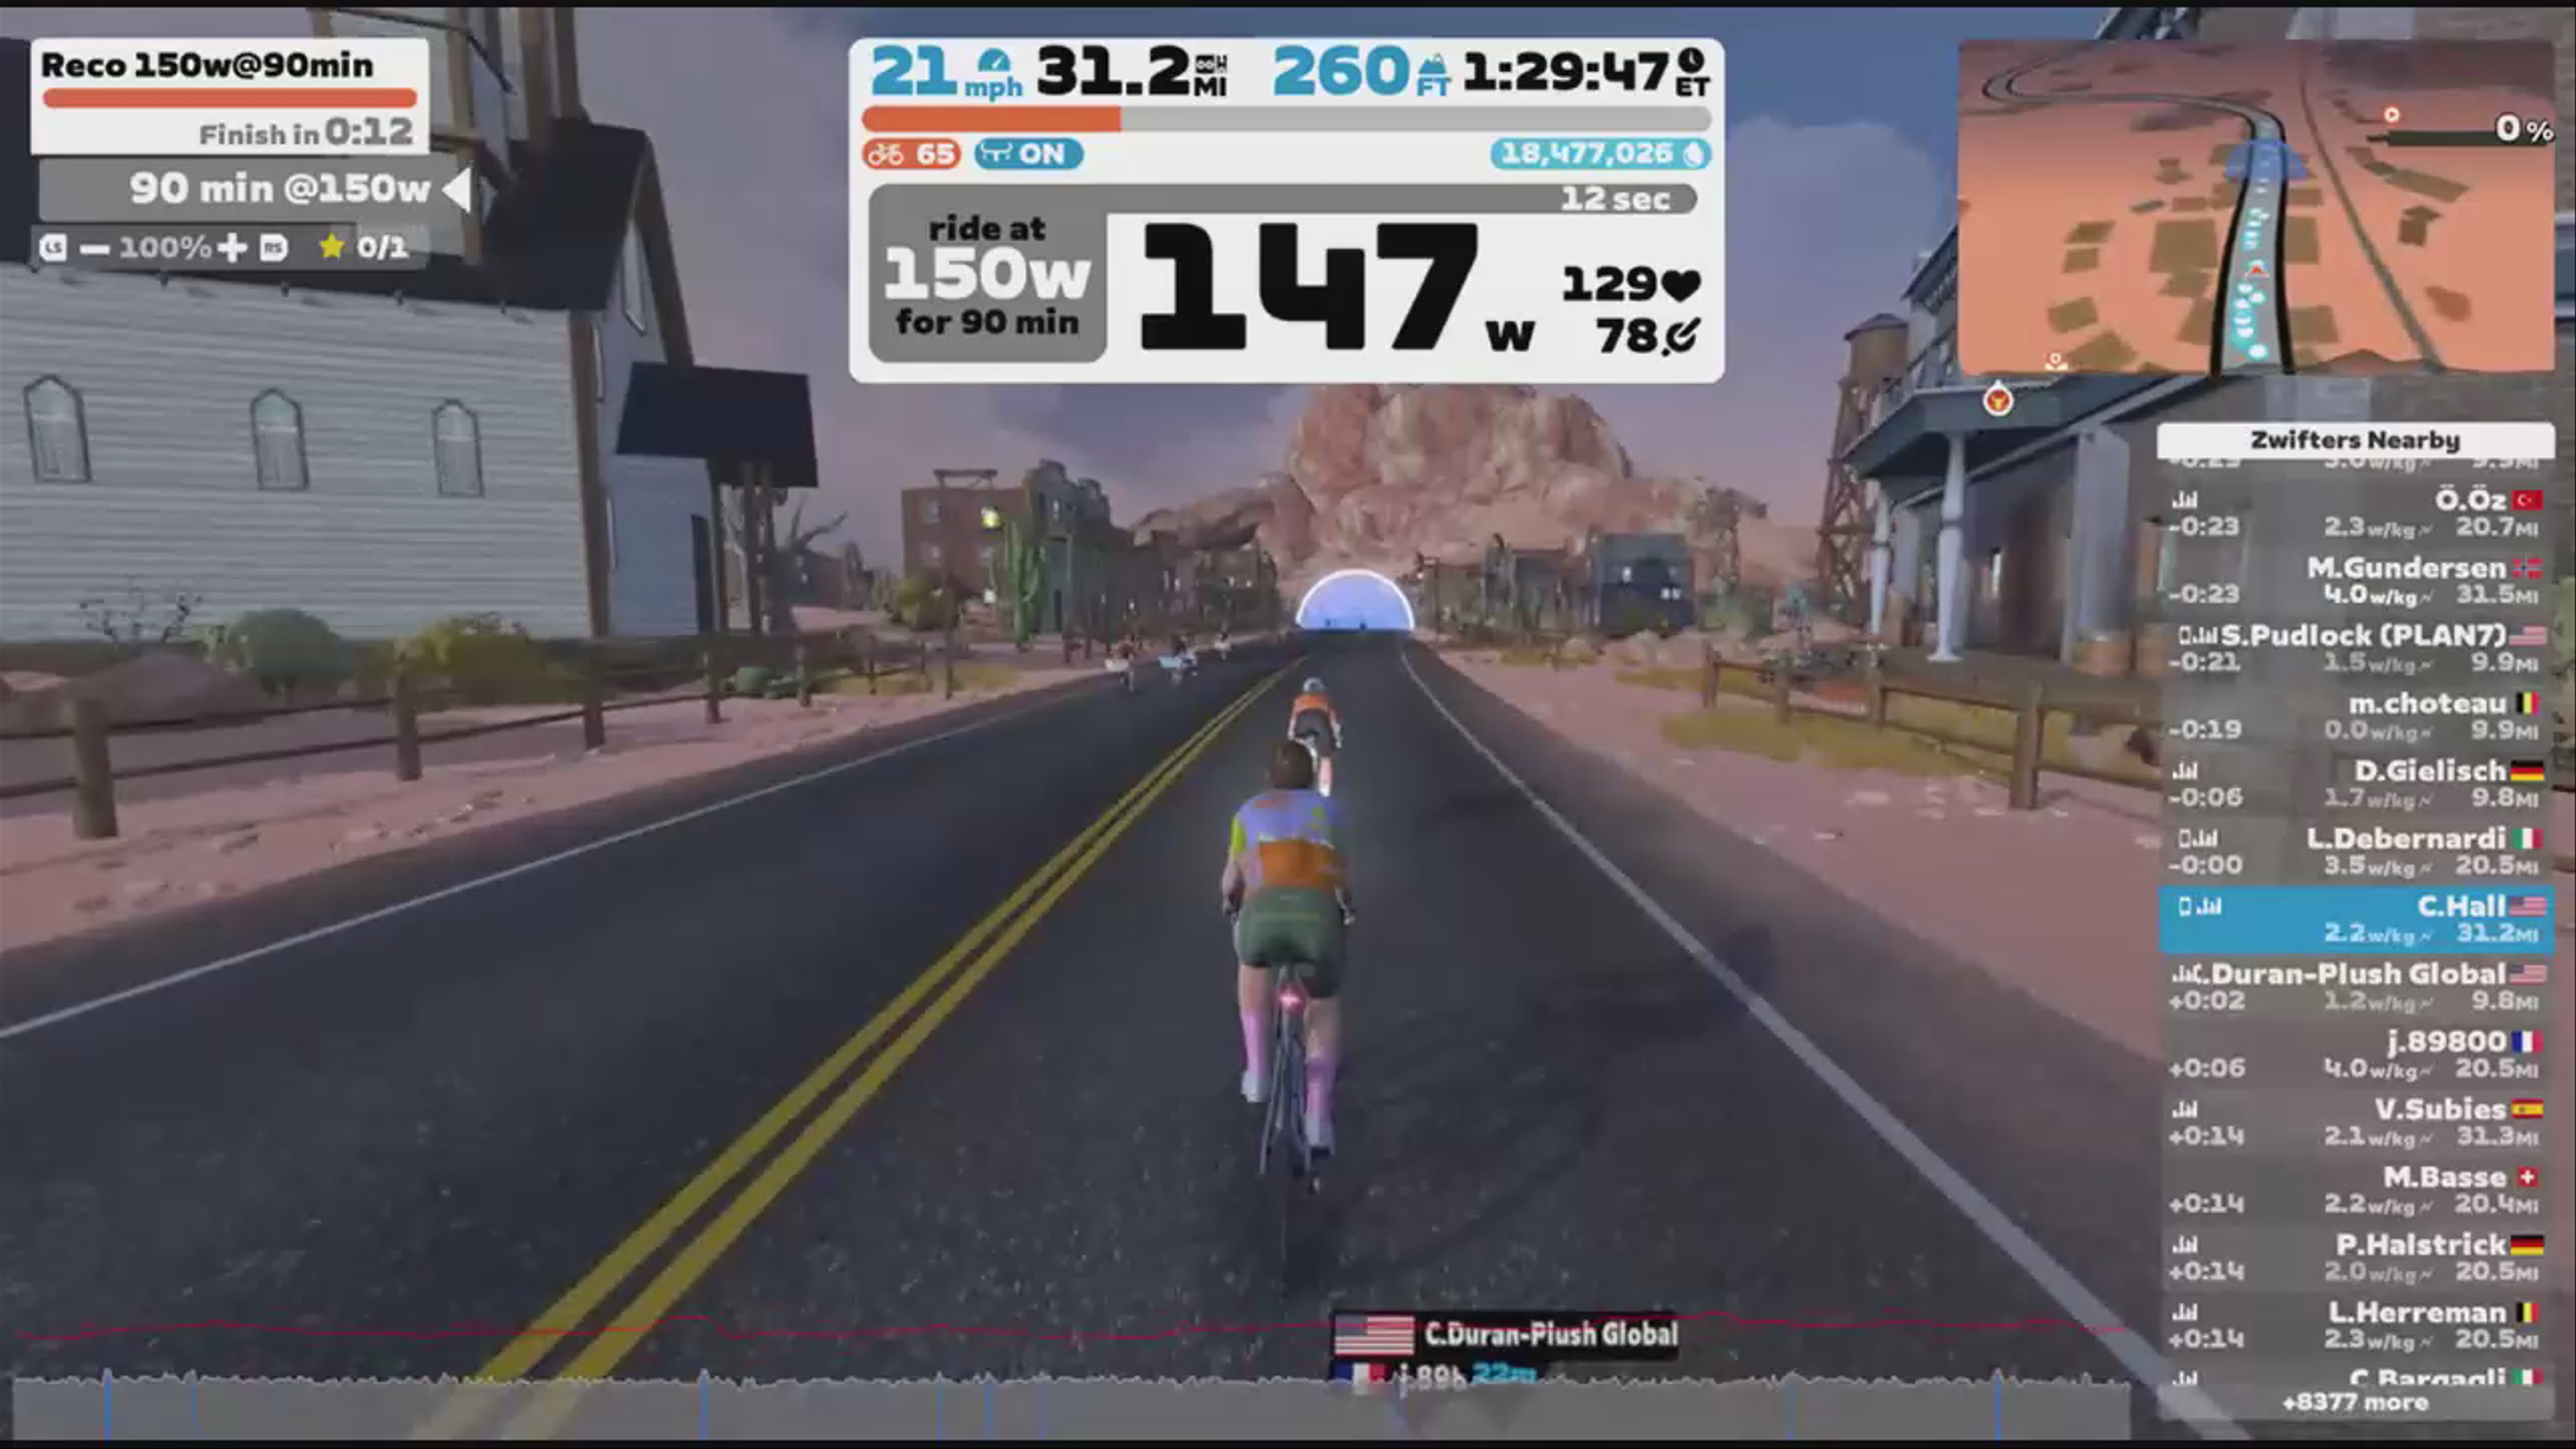 Reco 150w@90min
Finish in 0:12
90 min @150w
LS − 100% + RS ★ 0/1
21 mph 31.2 MI 260 FT 1:29:47 ET
65 ON 18,477,026
12 sec
ride at
150w
for 90 min
147 w
129
78
0%
Zwifters Nearby
Ö.Öz
-0:23 2.3w/kg 20.7MI
M.Gundersen
-0:23 4.0w/kg 31.5MI
S.Pudlock (PLAN7)
-0:21 1.5w/kg 9.9MI
m.choteau
-0:19 0.0w/kg 9.9MI
D.Gielisch
-0:06 1.7w/kg 9.8MI
L.Debernardi
-0:00 3.5w/kg 20.5MI
C.Hall
2.2w/kg 31.2MI
.Duran-Plush Global
+0:02 1.2w/kg 9.8MI
j.89800
+0:06 4.0w/kg 20.5MI
V.Subies
+0:14 2.1w/kg 31.3MI
M.Basse
+0:14 2.2w/kg 20.4MI
P.Halstrick
+0:14 2.0w/kg 20.5MI
L.Herreman
+0:14 2.3w/kg 20.5MI
C.Bargagli
+8377 more
C.Duran-Plush Global
22m